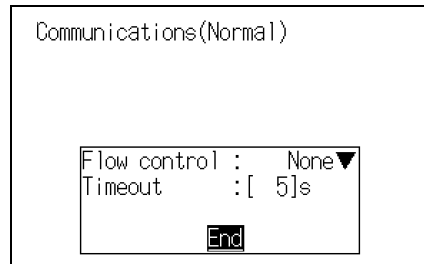 Communications(Normal)
Flow control : None▼
Timeout :[ 5]s
End